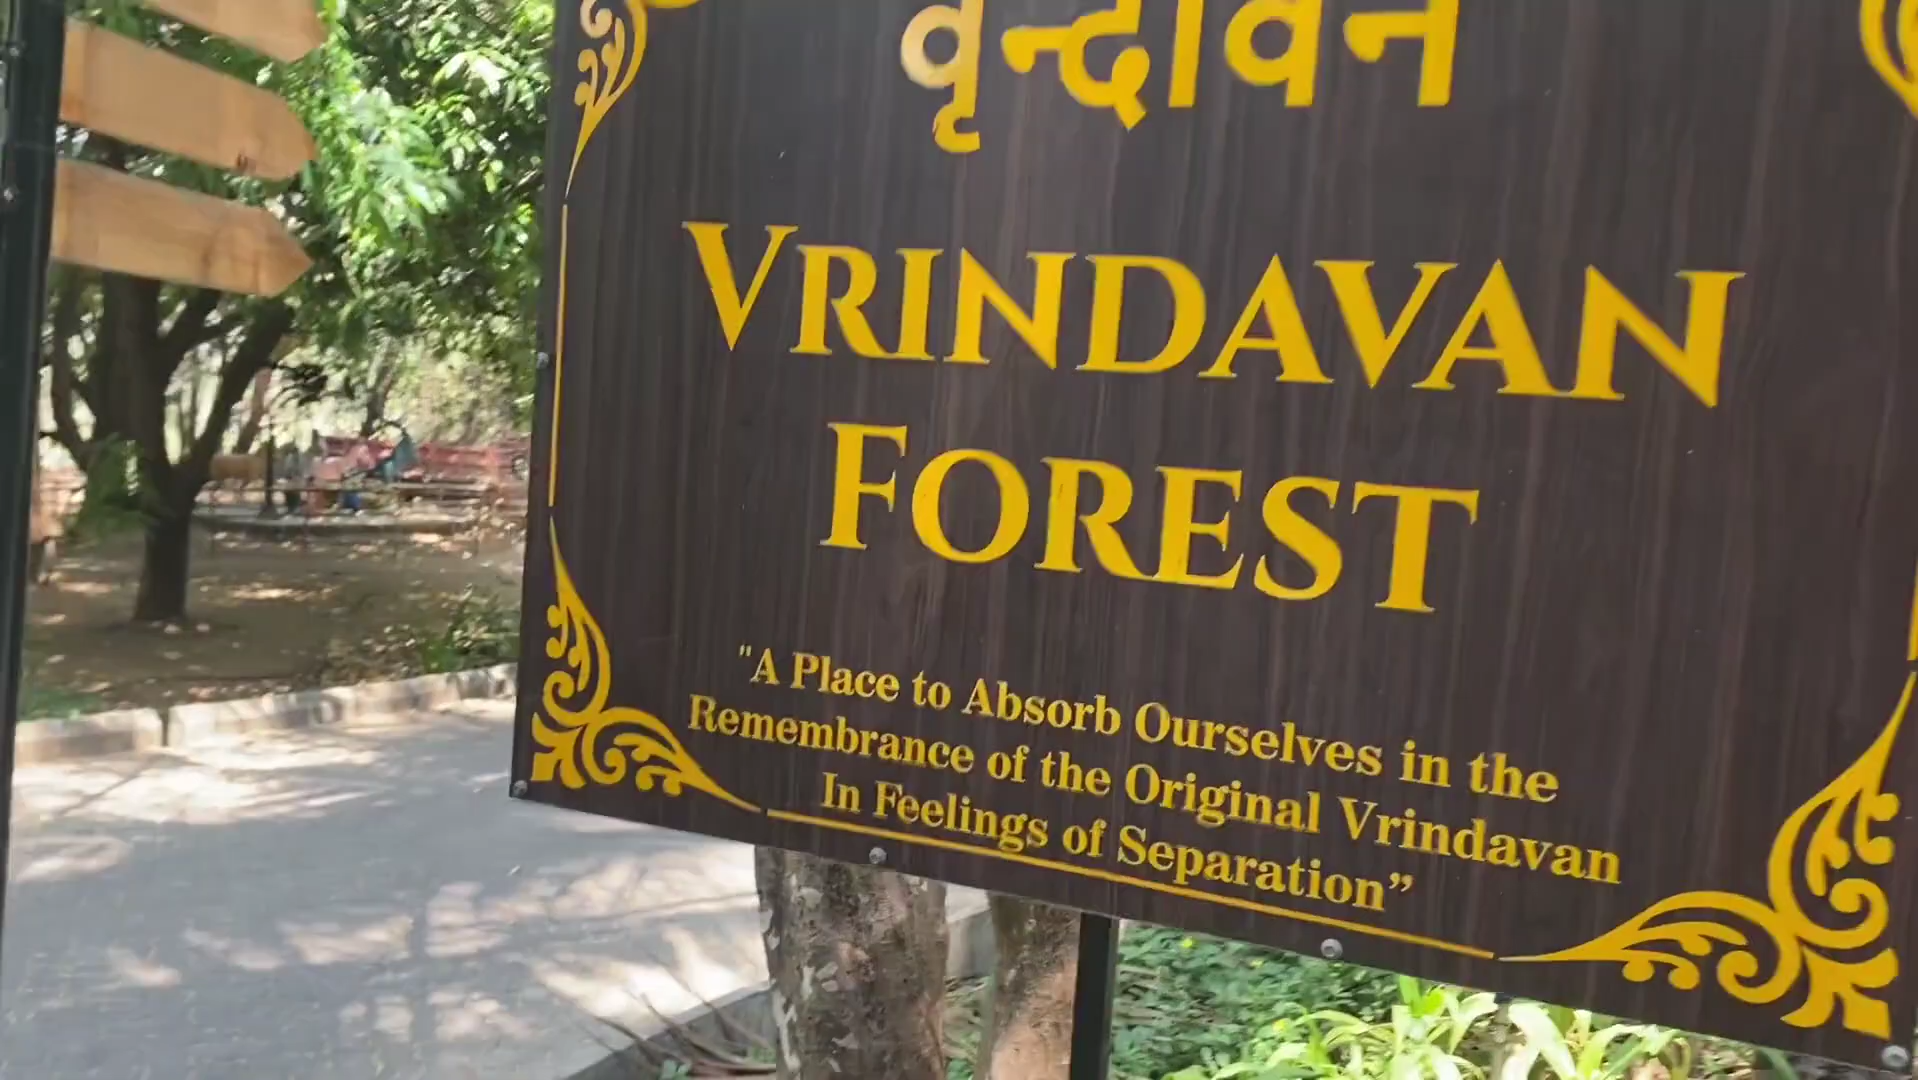 वृन्दावन
VRINDAVAN
FOREST
"A Place to Absorb Ourselves in the
Remembrance of the Original Vrindavan
In Feelings of Separation”